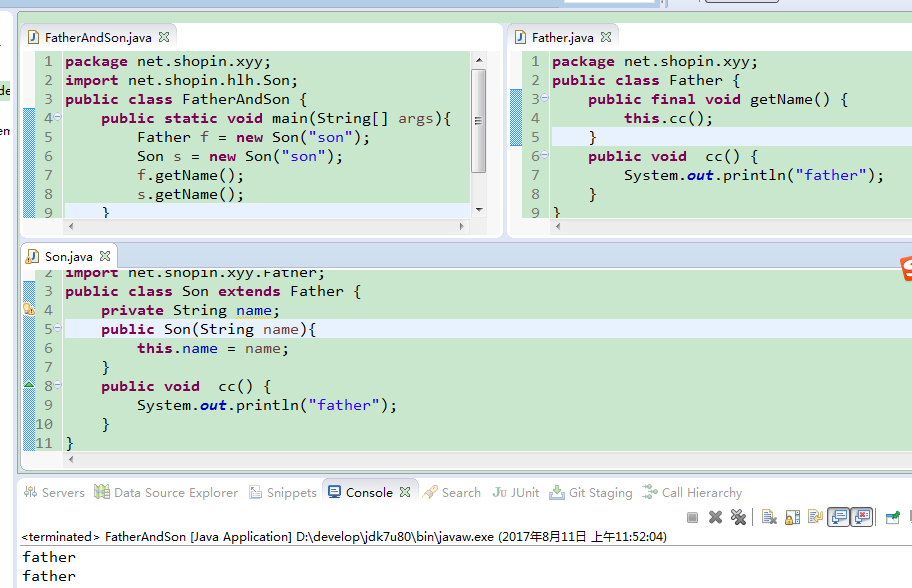 FatherAndSon.java
1 package net.shopin.xyy;
2 import net.shopin.hlh.Son;
3 public class FatherAndSon {
4 public static void main(String[] args){
5 Father f = new Son("son");
6 Son s = new Son("son");
7 f.getName();
8 s.getName();
9 }
Father.java
1 package net.shopin.xyy;
2 public class Father {
3 public final void getName() {
4 this.cc();
5 }
6 public void  cc() {
7 System.out.println("father");
8 }
9 }
Son.java
2 import net.shopin.xyy.Father;
3 public class Son extends Father {
4 private String name;
5 public Son(String name){
6 this.name = name;
7 }
8 public void  cc() {
9 System.out.println("father");
10 }
11 }
Servers Data Source Explorer Snippets Console Search JUnit Git Staging Call Hierarchy
<terminated> FatherAndSon [Java Application] D:\develop\jdk7u80\bin\javaw.exe (2017年8月11日 上午11:52:04)
father
father